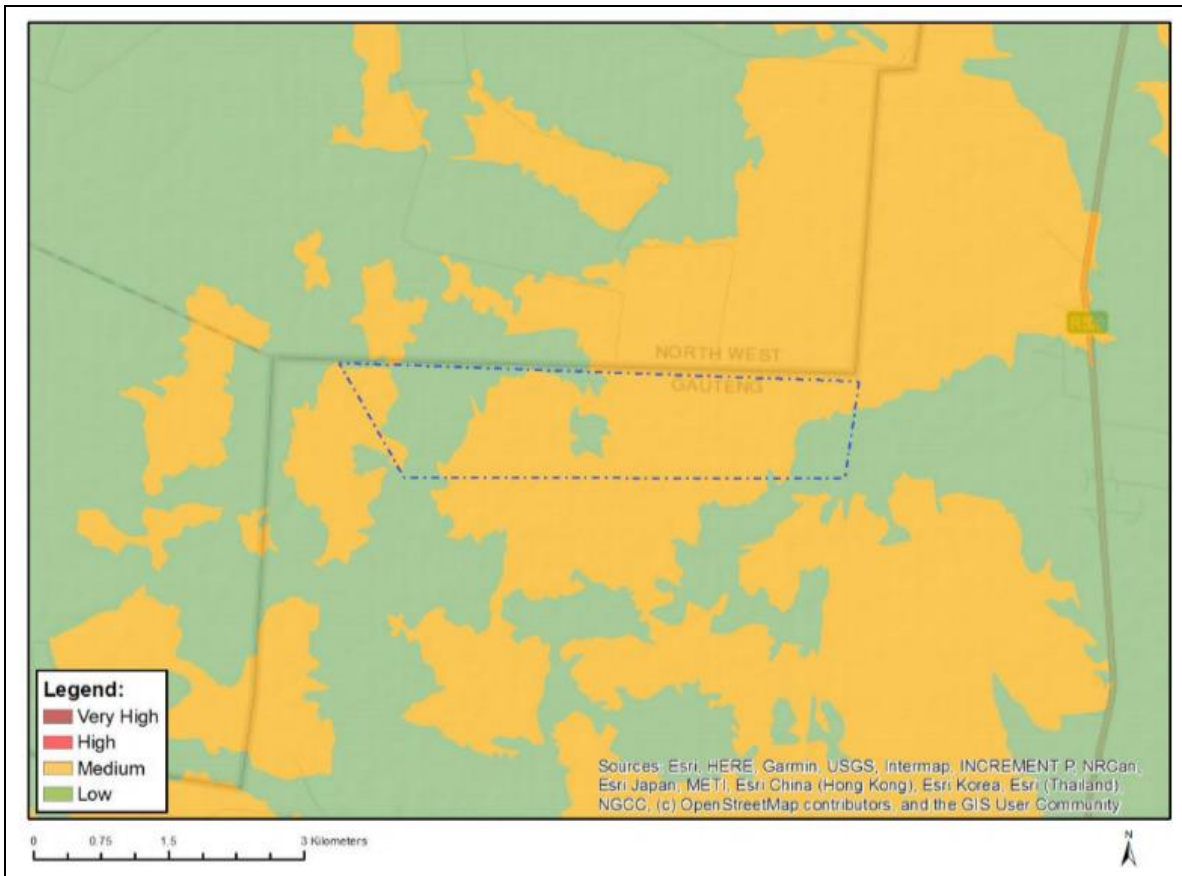 NORTH WEST
GAUTENG
Legend:
Very High
High
Medium
Low
Sources: Esri, HERE, Garmin, USGS, Intermap, INCREMENT P, NRCan,
Esri Japan, METI, Esri China (Hong Kong), Esri Korea, Esri (Thailand),
NGCC, (c) OpenStreetMap contributors, and the GIS User Community
0 0.75 1.5 3 Kilometers
N